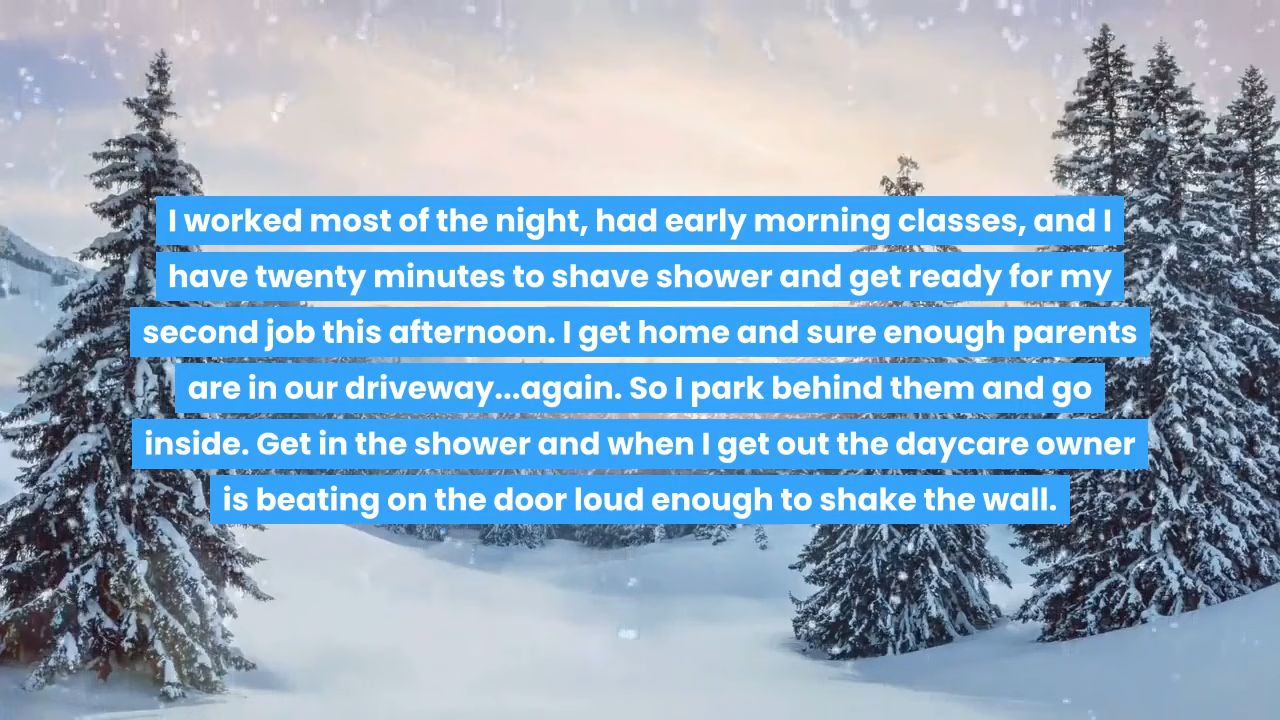 I worked most of the night, had early morning classes, and I
have twenty minutes to shave shower and get ready for my
second job this afternoon. I get home and sure enough parents
are in our driveway...again. So I park behind them and go
inside. Get in the shower and when I get out the daycare owner
is beating on the door loud enough to shake the wall.